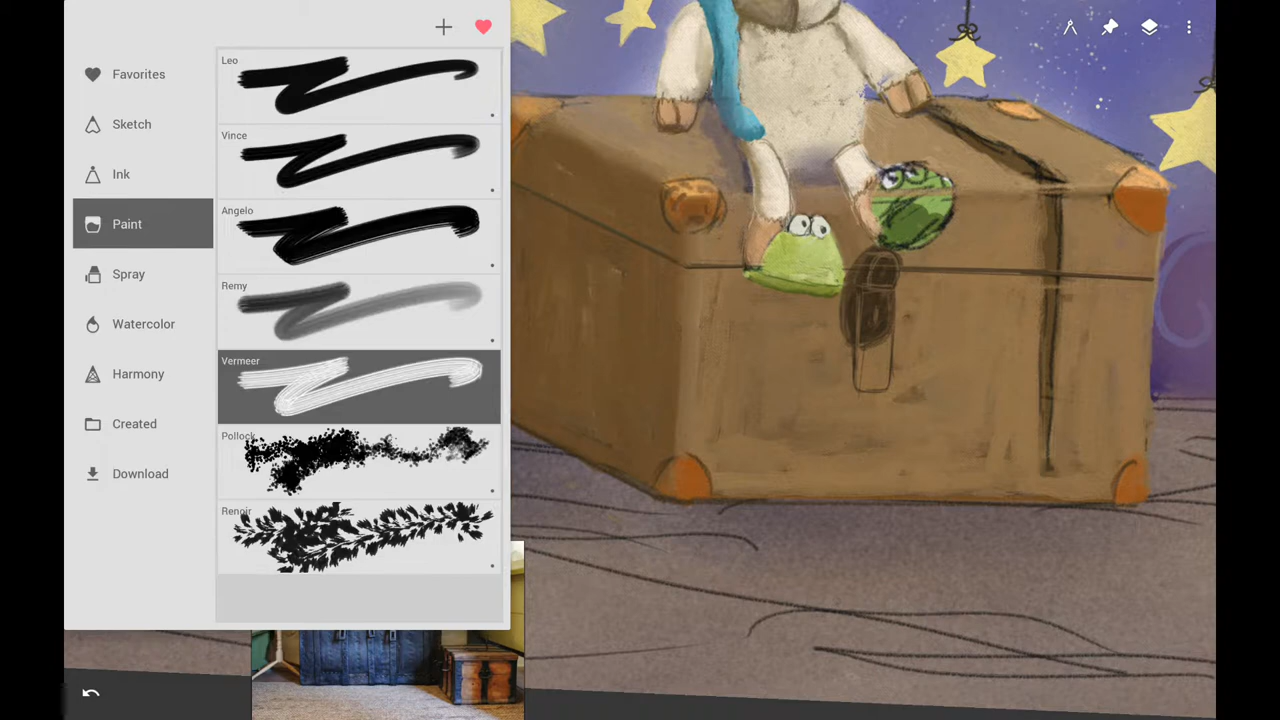 Favorites
Sketch
Ink
Paint
Spray
Watercolor
Harmony
Created
Download
Leo
Vince
Angelo
Remy
Vermeer
Pollock
Renoir